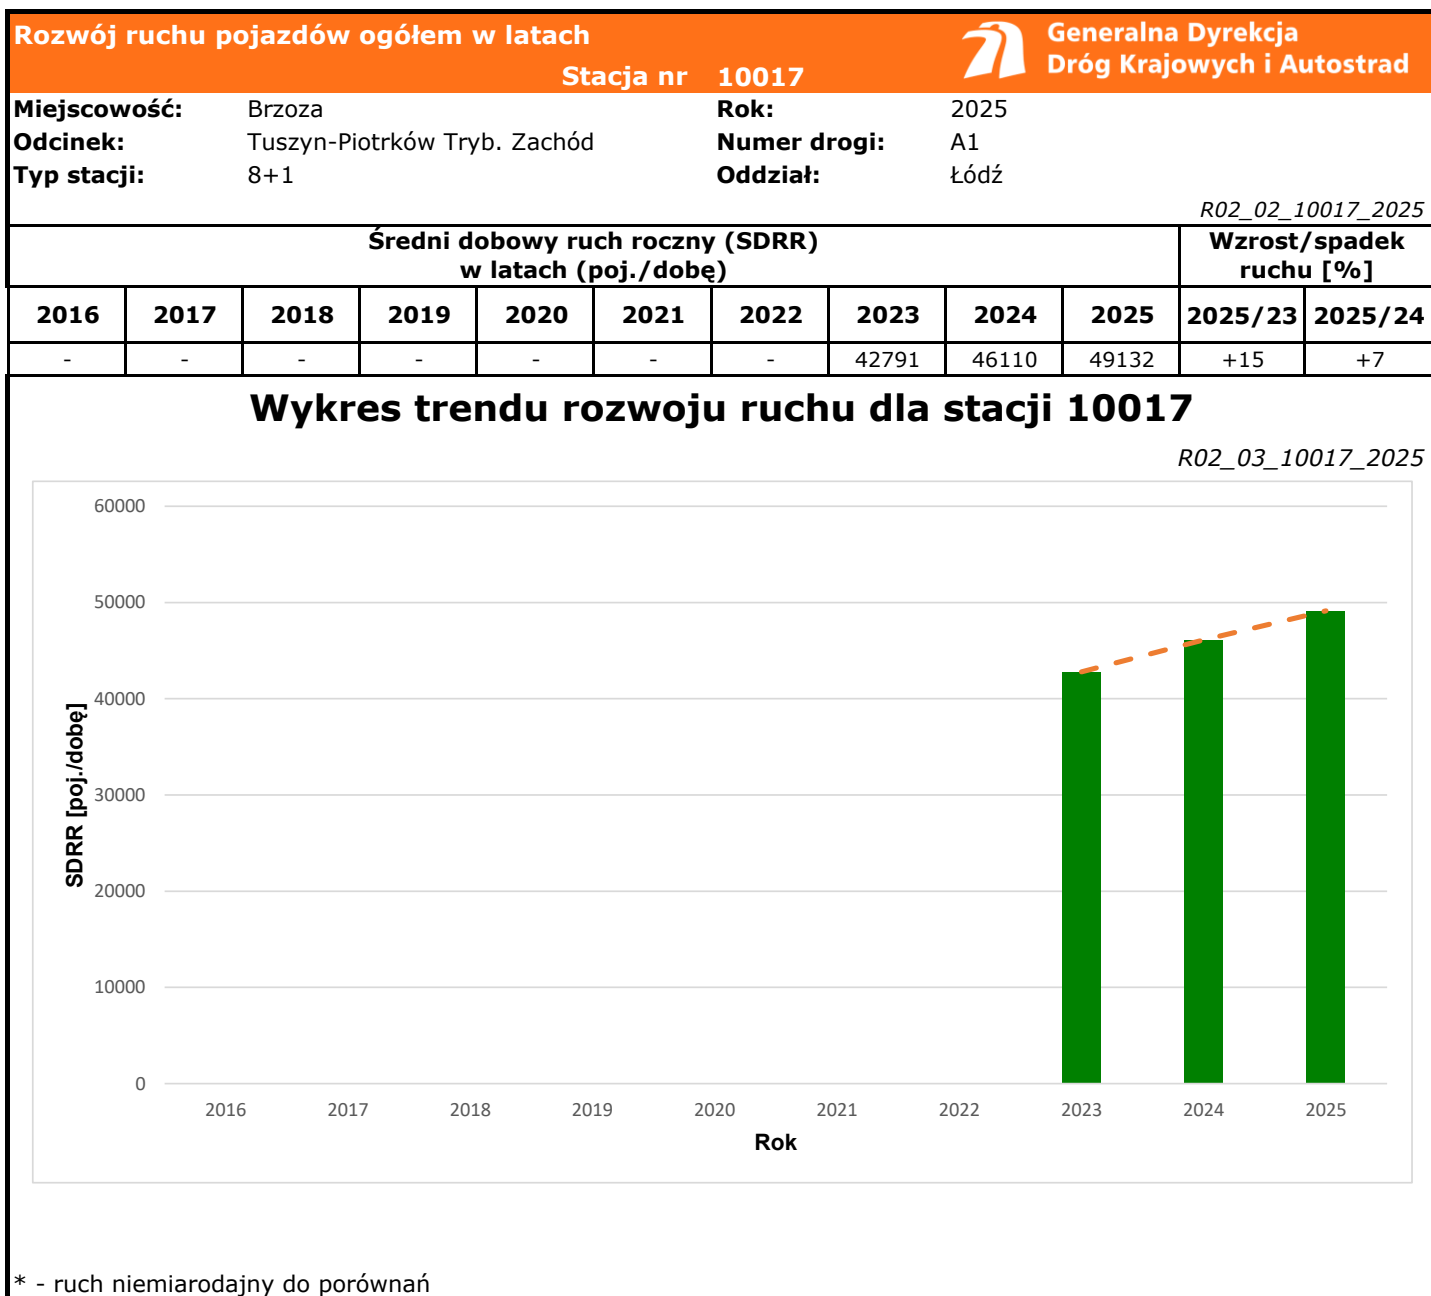 Rozwój ruchu pojazdów ogółem w latach
Generalna Dyrekcja
Dróg Krajowych i Autostrad
Stacja nr 10017
Miejscowość: Brzoza Rok: 2025
Odcinek: Tuszyn-Piotrków Tryb. Zachód Numer drogi: A1
Typ stacji: 8+1 Oddział: Łódź
R02_02_10017_2025
Średni dobowy ruch roczny (SDRR)
w latach (poj./dobę)
Wzrost/spadek
ruchu [%]
2016 2017 2018 2019 2020 2021 2022 2023 2024 2025 2025/23 2025/24
- - - - - - - 42791 46110 49132 +15 +7
Wykres trendu rozwoju ruchu dla stacji 10017
R02_03_10017_2025
60000
50000
40000
30000
20000
10000
0
SDRR [poj./dobę]
2016 2017 2018 2019 2020 2021 2022 2023 2024 2025
Rok
* - ruch niemiarodajny do porównań